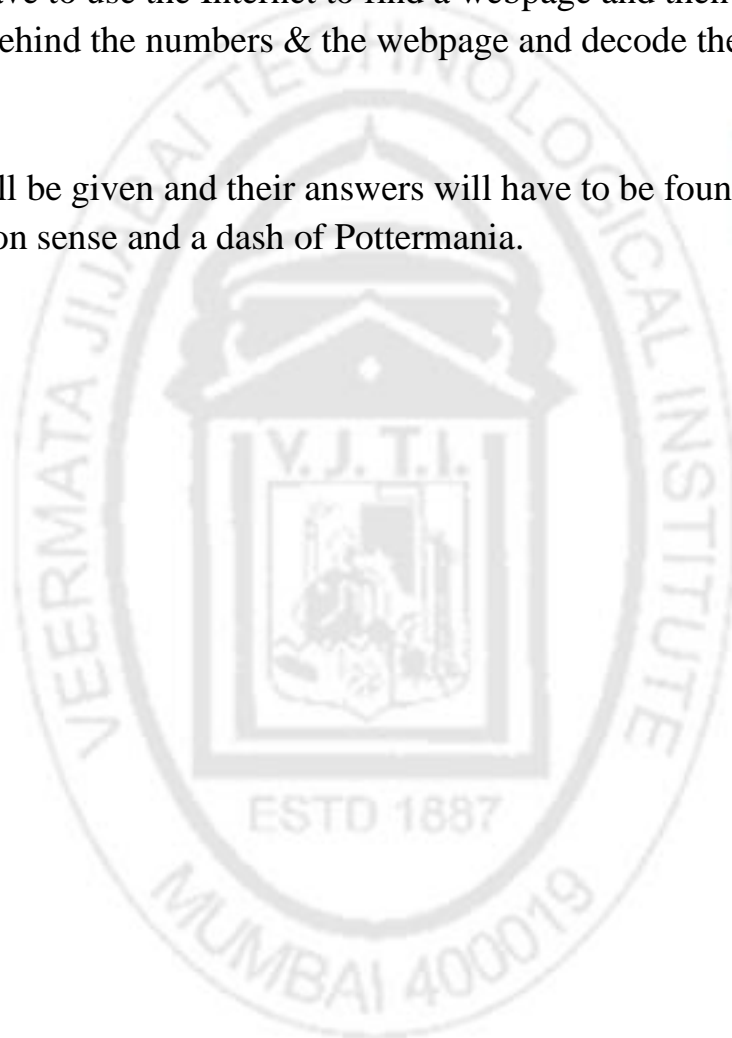 ave to use the Internet to find a webpage and then
ehind the numbers & the webpage and decode the
ll be given and their answers will have to be foun
on sense and a dash of Pottermania.
VEERMATA JIJABAI TECHNOLOGICAL INSTITUTE
V.J.T.I.
ESTD 1887
MUMBAI 400019